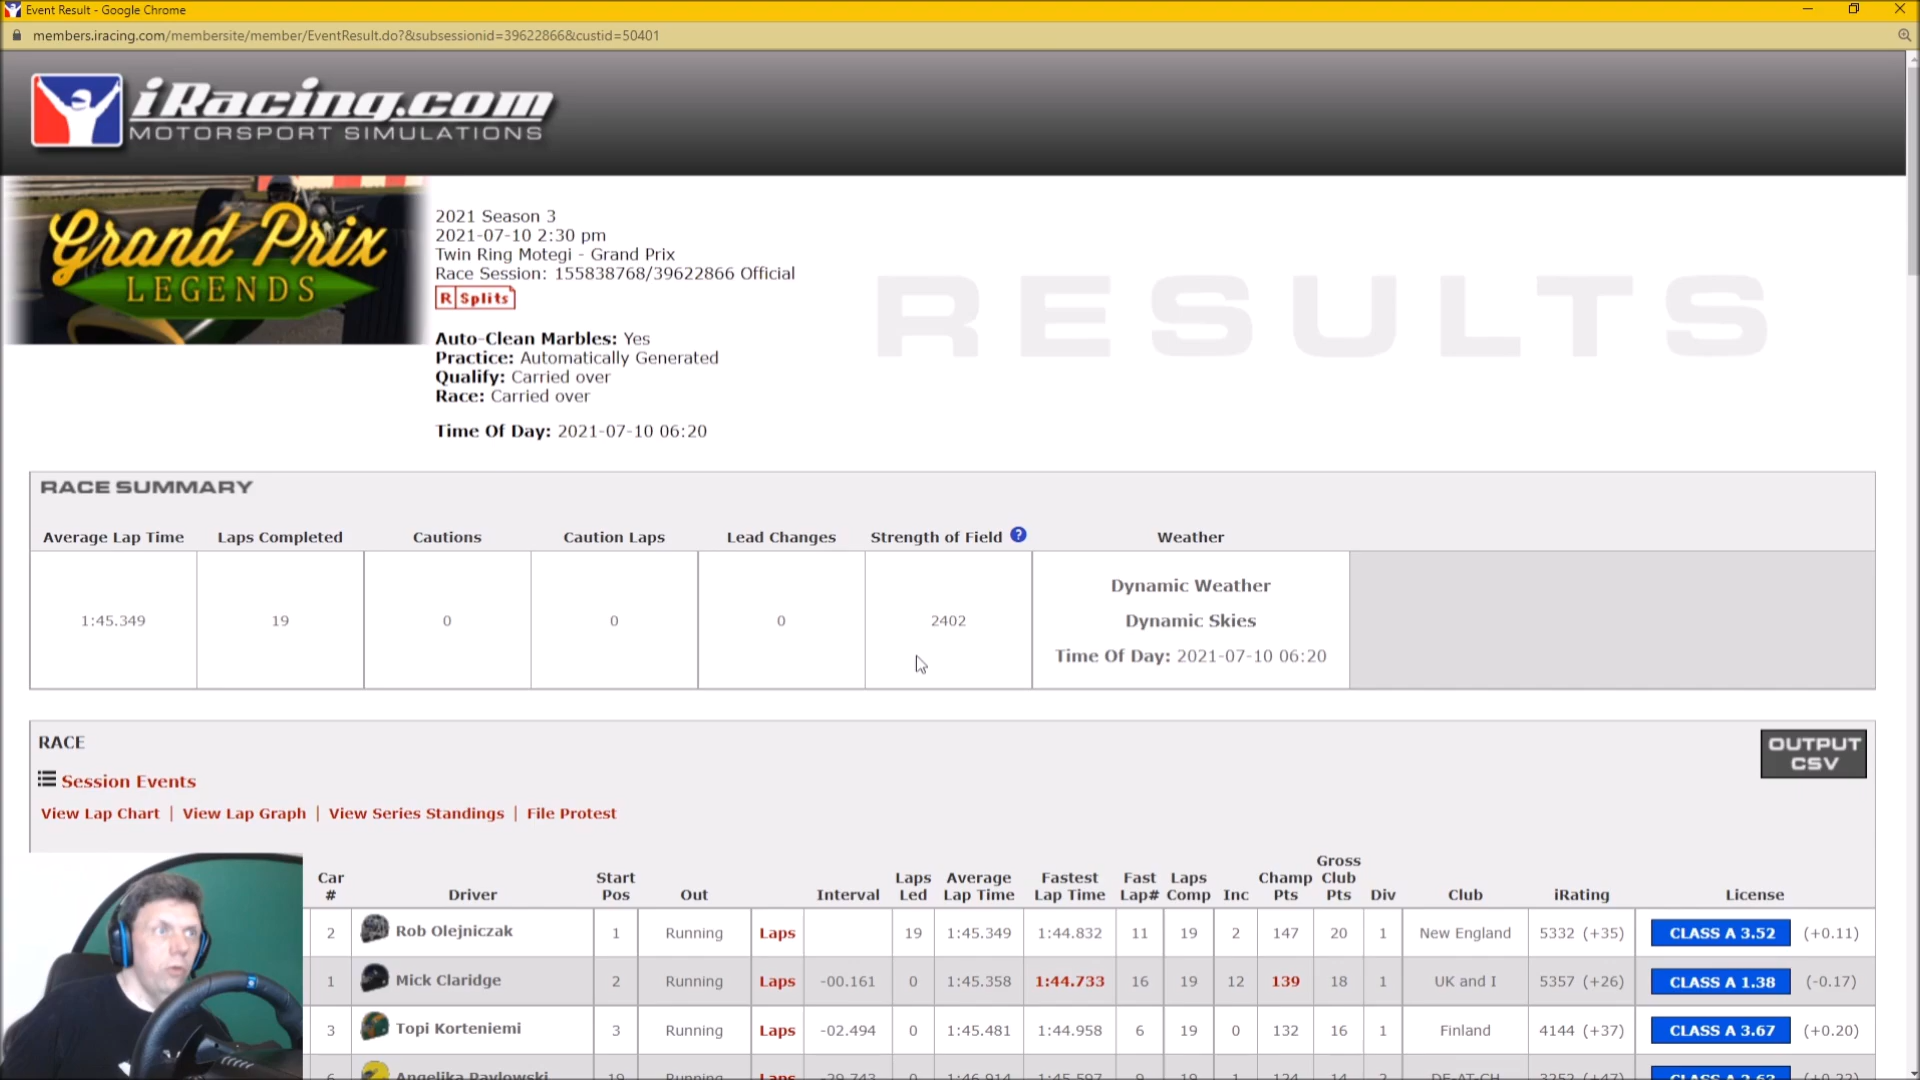 Event Result - Google Chrome
members.iracing.com/membersite/member/EventResult.do?&subsessionid=39622866&custid=50401
iRacing.com
MOTORSPORT SIMULATIONS
Grand Prix
LEGENDS
2021 Season 3
2021-07-10 2:30 pm
Twin Ring Motegi - Grand Prix
Race Session: 155838768/39622866 Official
R Splits
RESULTS
Auto-Clean Marbles: Yes
Practice: Automatically Generated
Qualify: Carried over
Race: Carried over
Time Of Day: 2021-07-10 06:20
RACE SUMMARY
Average Lap Time Laps Completed Cautions Caution Laps Lead Changes Strength of Field ? Weather
1:45.349 19 0 0 0 2402 Dynamic Weather
Dynamic Skies
Time Of Day: 2021-07-10 06:20
RACE
OUTPUT CSV
Session Events
View Lap Chart | View Lap Graph | View Series Standings | File Protest
Car # Driver Start Pos Out Interval Laps Led Average Lap Time Fastest Lap Time Fast Lap# Laps Comp Inc Champ Pts Gross Club Pts Div Club iRating License
2 Rob Olejniczak 1 Running Laps 19 1:45.349 1:44.832 11 19 2 147 20 1 New England 5332 (+35) CLASS A 3.52 (+0.11)
1 Mick Claridge 2 Running Laps -00.161 0 1:45.358 1:44.733 16 19 12 139 18 1 UK and I 5357 (+26) CLASS A 1.38 (-0.17)
3 Topi Korteniemi 3 Running Laps -02.494 0 1:45.481 1:44.958 6 19 0 132 16 1 Finland 4144 (+37) CLASS A 3.67 (+0.20)
Angelika Pavlowski Running Laps